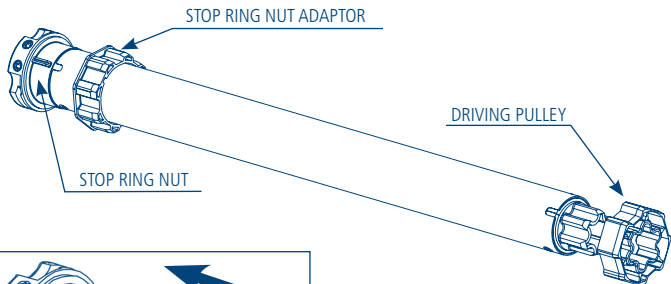 STOP RING NUT ADAPTOR
DRIVING PULLEY
STOP RING NUT